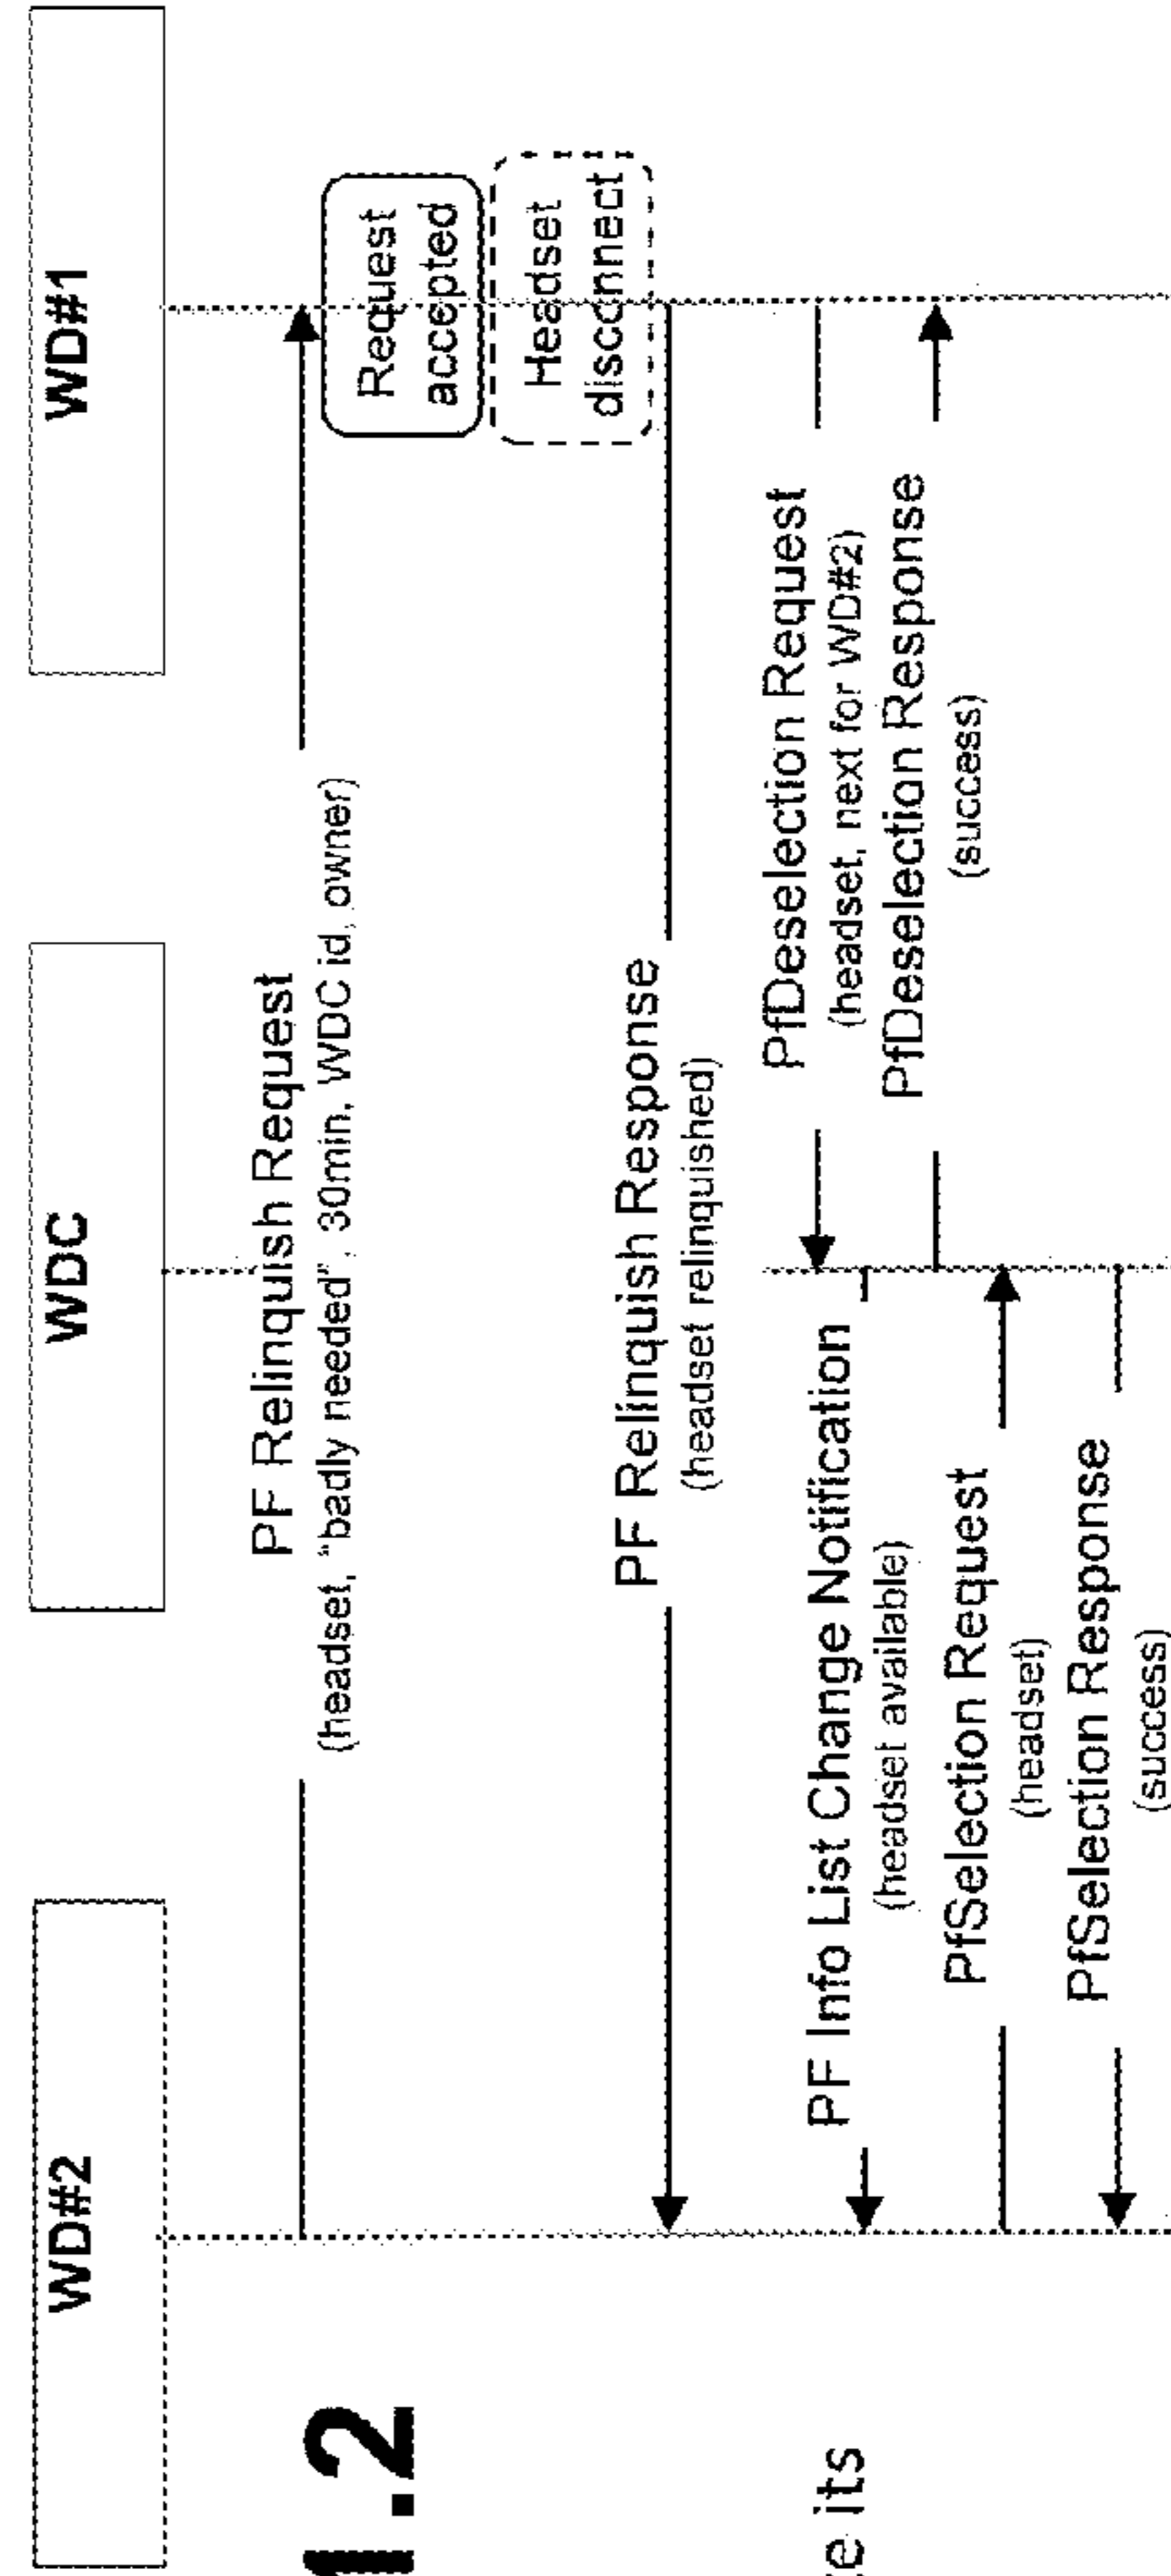 WD#2
WDC
WD#1
1.2
PF Relinquish Request
(headset, "badly needed", 30min, WDC id, owner)
Request
accepted
Headset
disconnect
PF Relinquish Response
(headset relinquished)
PfDeselection Request
(headset, next for WD#2)
PF Info List Change Notification
(headset available)
PfDeselection Response
(success)
PfSelection Request
(headset)
PfSelection Response
(success)
its